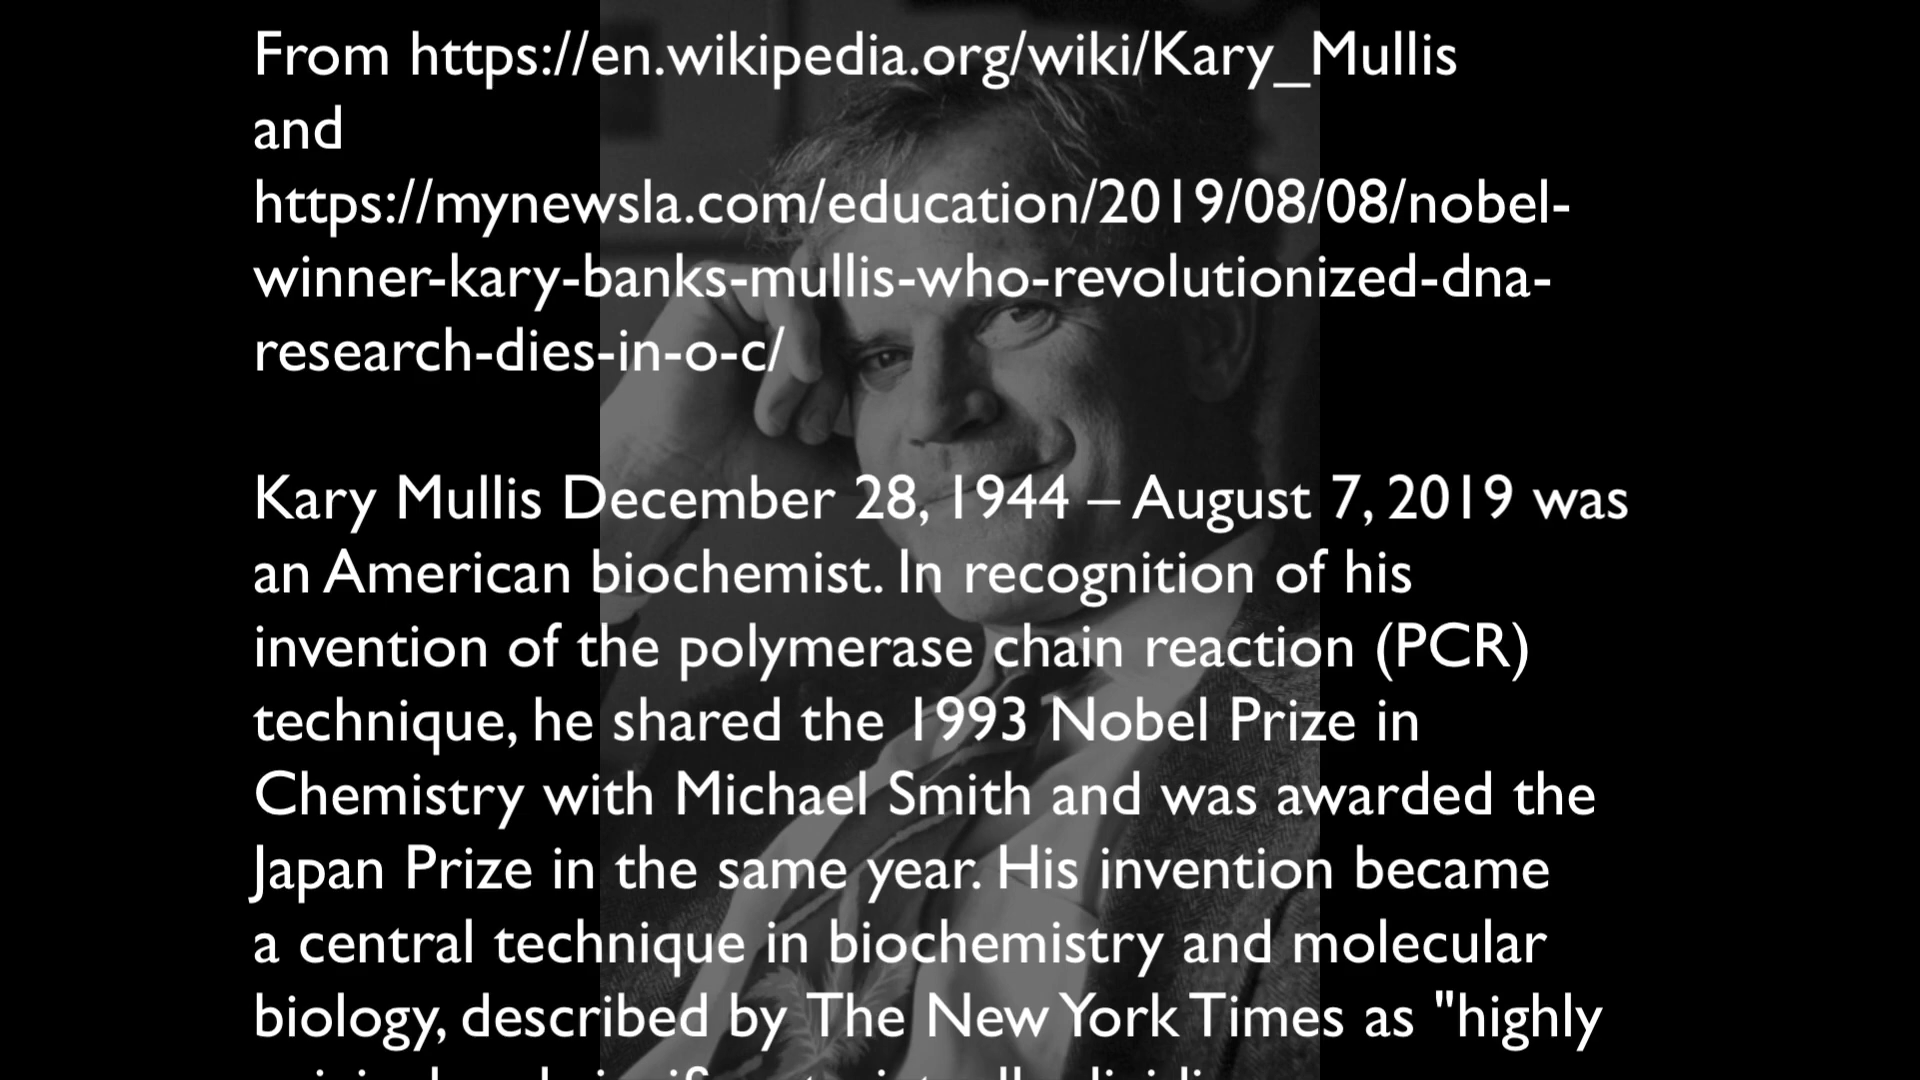 From https://en.wikipedia.org/wiki/Kary_Mullis
and
https://mynewsla.com/education/2019/08/08/nobel-
winner-kary-banks-mullis-who-revolutionized-dna-
research-dies-in-o-c/
Kary Mullis December 28, 1944 – August 7, 2019 was
an American biochemist. In recognition of his
invention of the polymerase chain reaction (PCR)
technique, he shared the 1993 Nobel Prize in
Chemistry with Michael Smith and was awarded the
Japan Prize in the same year. His invention became
a central technique in biochemistry and molecular
biology, described by The New York Times as "highly